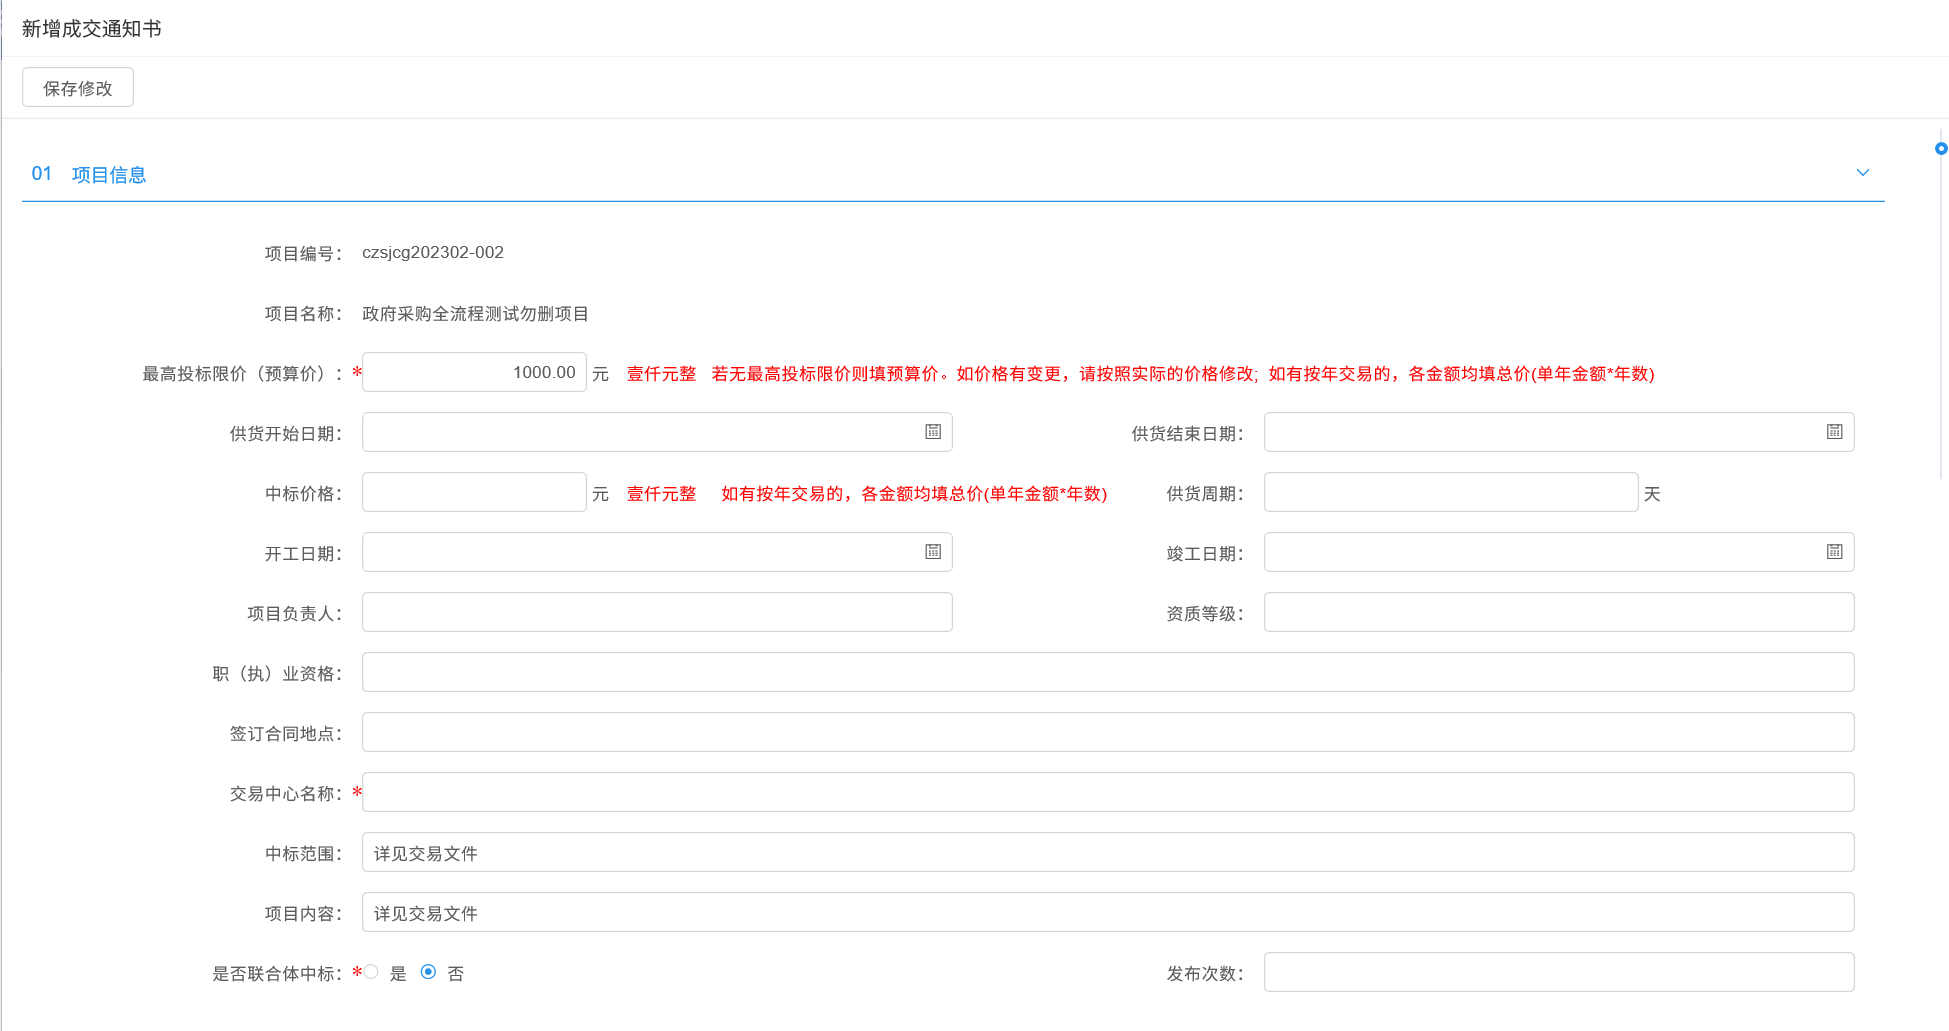 新增成交通知书
保存修改
01 项目信息
项目编号： czsjcg202302-002
项目名称： 政府采购全流程测试勿删项目
最高投标限价（预算价）：* 1000.00 元 壹仟元整 若无最高投标限价则填预算价。如价格有变更，请按照实际的价格修改; 如有按年交易的，各金额均填总价(单年金额*年数)
供货开始日期： 供货结束日期：
中标价格： 元 壹仟元整 如有按年交易的，各金额均填总价(单年金额*年数) 供货周期： 天
开工日期： 竣工日期：
项目负责人： 资质等级：
职（执）业资格：
签订合同地点：
交易中心名称：*
中标范围： 详见交易文件
项目内容： 详见交易文件
是否联合体中标：* 是 否 发布次数：